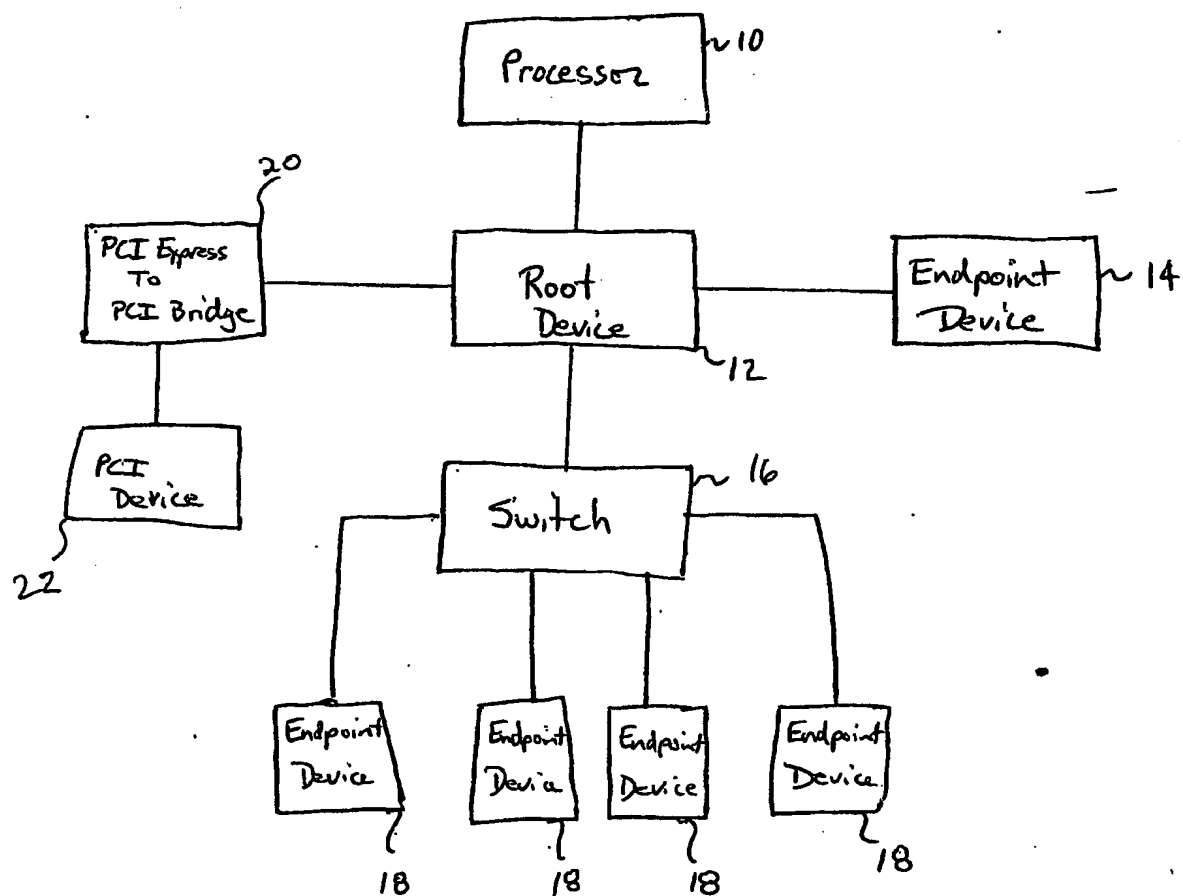 10
Processor
20
PCI Express
To
PCI Bridge
Root
Device
12
Endpoint
Device
14
PCI
Device
22
16
Switch
Endpoint
Device
18
Endpoint
Device
18
Endpoint
Device
18
Endpoint
Device
18